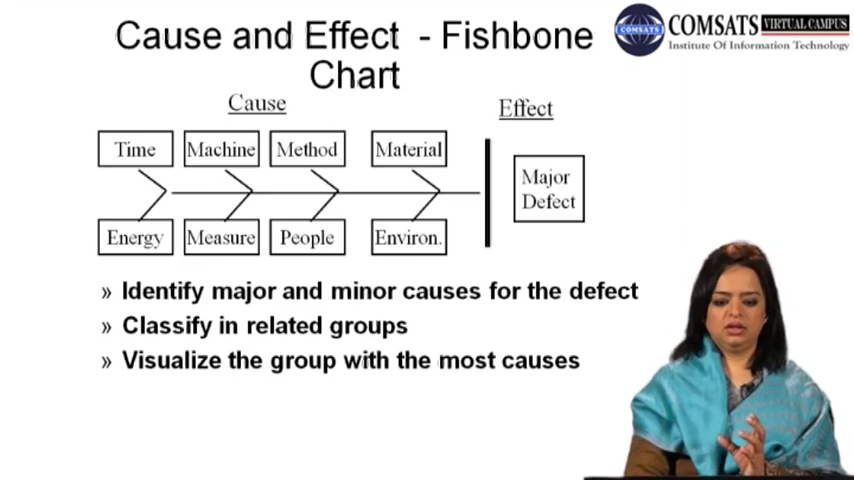 Cause and Effect - Fishbone
Chart
COMSATS VIRTUAL CAMPUS
Institute Of Information Technology
COMSATS
Cause
Effect
Time
Machine
Method
Material
Major
Defect
Energy
Measure
People
Environ.
» Identify major and minor causes for the defect
» Classify in related groups
» Visualize the group with the most causes